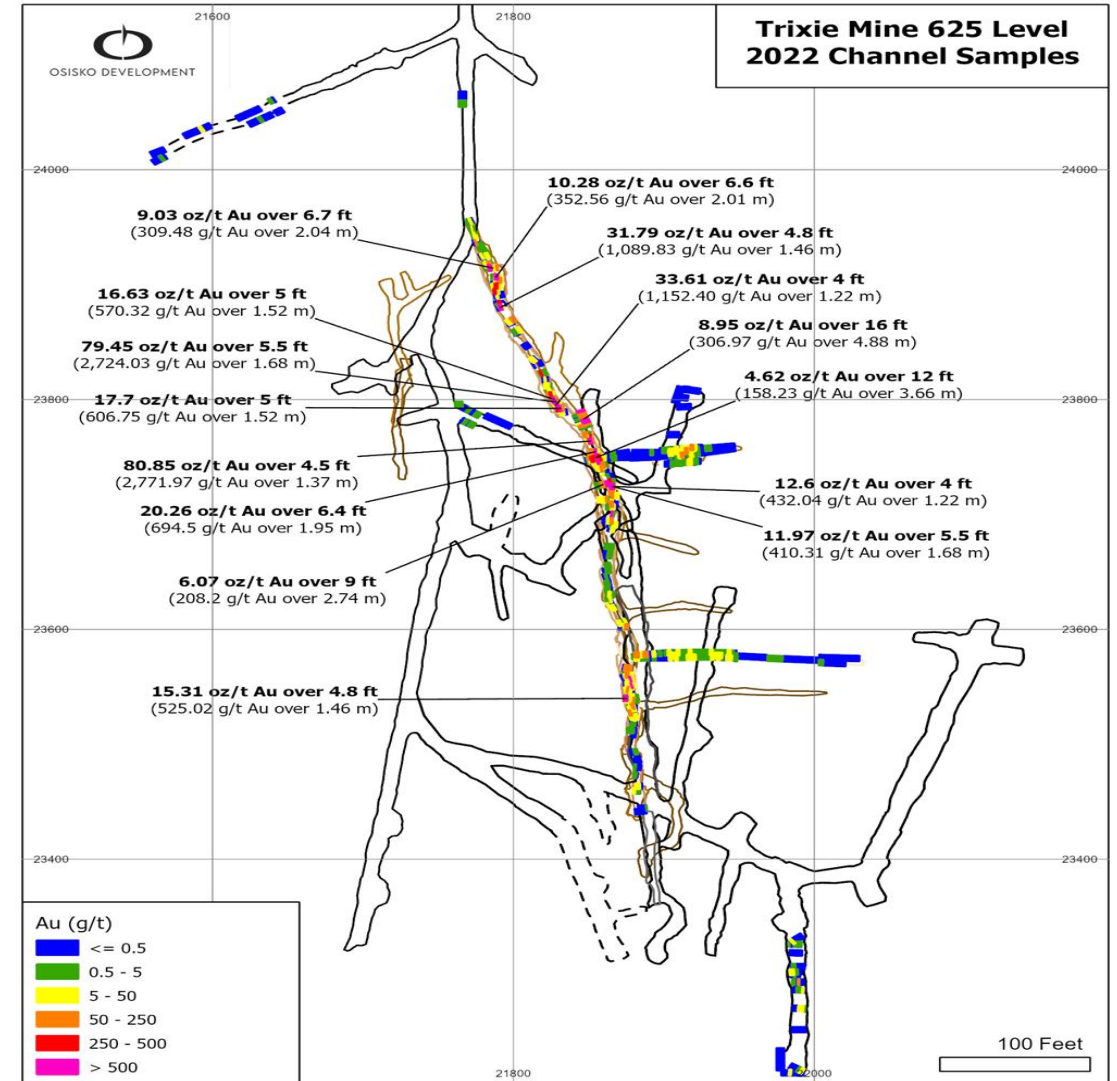 21600
21800
OSISKO DEVELOPMENT
Trixie Mine 625 Level
2022 Channel Samples
24000
24000
10.28 oz/t Au over 6.6 ft
(352.56 g/t Au over 2.01 m)
9.03 oz/t Au over 6.7 ft
(309.48 g/t Au over 2.04 m)
31.79 oz/t Au over 4.8 ft
(1,089.83 g/t Au over 1.46 m)
33.61 oz/t Au over 4 ft
(1,152.40 g/t Au over 1.22 m)
16.63 oz/t Au over 5 ft
(570.32 g/t Au over 1.52 m)
8.95 oz/t Au over 16 ft
(306.97 g/t Au over 4.88 m)
79.45 oz/t Au over 5.5 ft
(2,724.03 g/t Au over 1.68 m)
4.62 oz/t Au over 12 ft
(158.23 g/t Au over 3.66 m)
23800
23800
17.7 oz/t Au over 5 ft
(606.75 g/t Au over 1.52 m)
80.85 oz/t Au over 4.5 ft
(2,771.97 g/t Au over 1.37 m)
12.6 oz/t Au over 4 ft
(432.04 g/t Au over 1.22 m)
20.26 oz/t Au over 6.4 ft
(694.5 g/t Au over 1.95 m)
11.97 oz/t Au over 5.5 ft
(410.31 g/t Au over 1.68 m)
6.07 oz/t Au over 9 ft
(208.2 g/t Au over 2.74 m)
23600
23600
15.31 oz/t Au over 4.8 ft
(525.02 g/t Au over 1.46 m)
23400
23400
Au (g/t)
<= 0.5
0.5 - 5
5 - 50
50 - 250
250 - 500
> 500
100 Feet
21800
22000